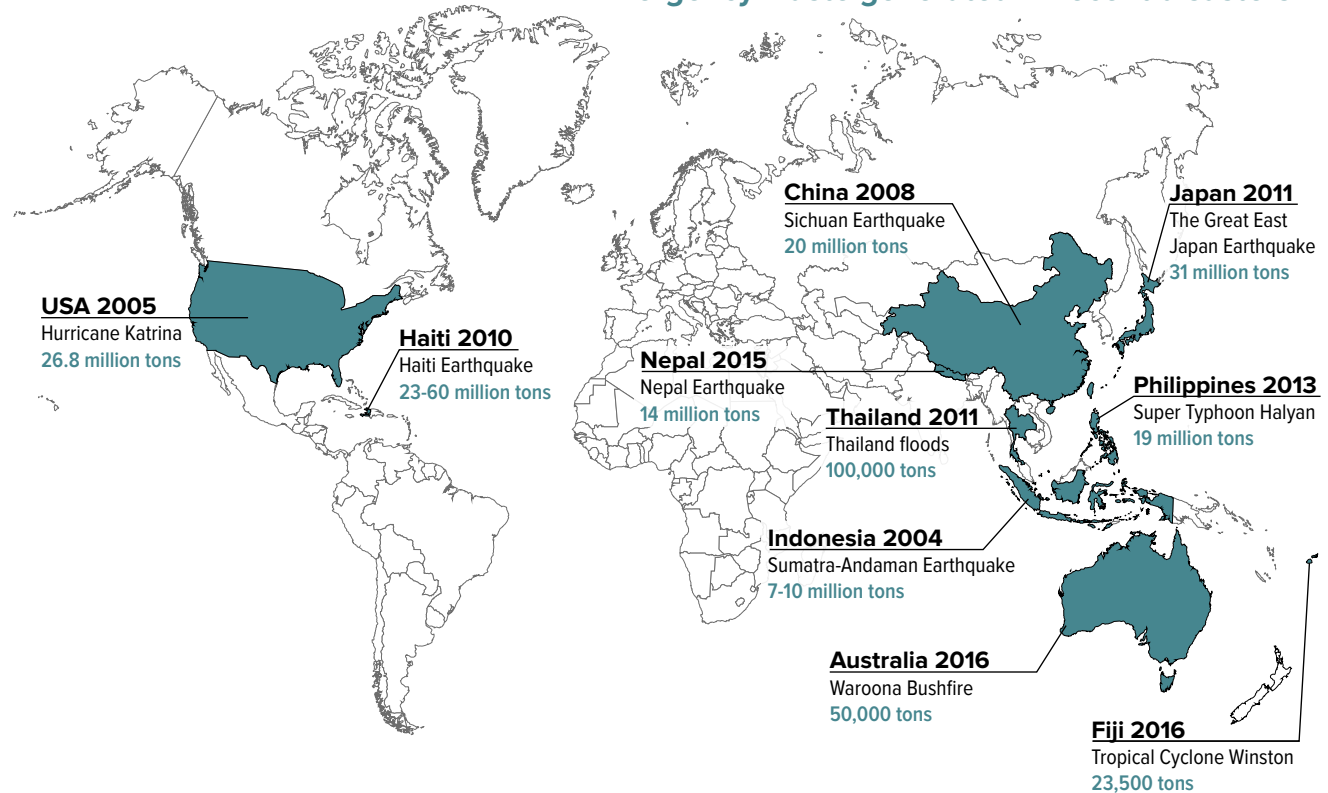 China 2008
Sichuan Earthquake
20 million tons
Japan 2011
The Great East
Japan Earthquake
31 million tons
USA 2005
Hurricane Katrina
26.8 million tons
Haiti 2010
Haiti Earthquake
23-60 million tons
Nepal 2015
Nepal Earthquake
14 million tons
Philippines 2013
Super Typhoon Halyan
19 million tons
Thailand 2011
Thailand floods
100,000 tons
Indonesia 2004
Sumatra-Andaman Earthquake
7-10 million tons
Australia 2016
Waroona Bushfire
50,000 tons
Fiji 2016
Tropical Cyclone Winston
23,500 tons